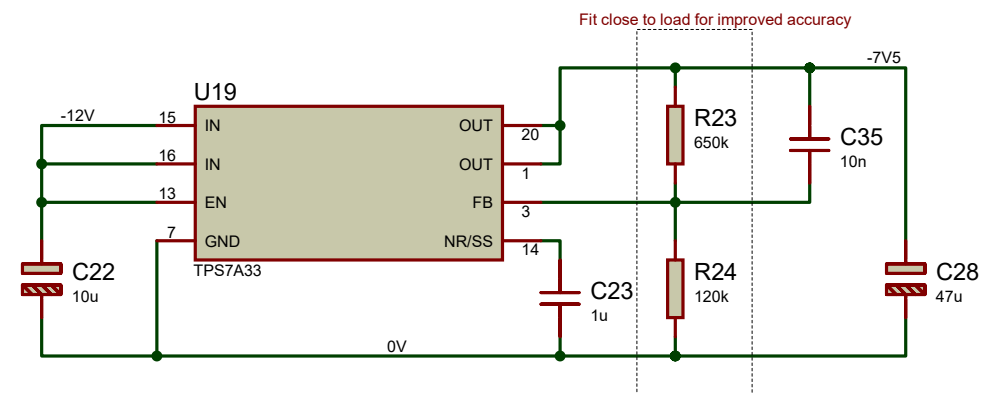 Fit close to load for improved accuracy
-7V5
U19
-12V
15
IN
OUT
20
R23
650k
C35
10n
16
IN
OUT
1
13
EN
FB
3
7
GND
NR/SS
14
TPS7A33
C22
10u
C23
1u
R24
120k
C28
47u
0V